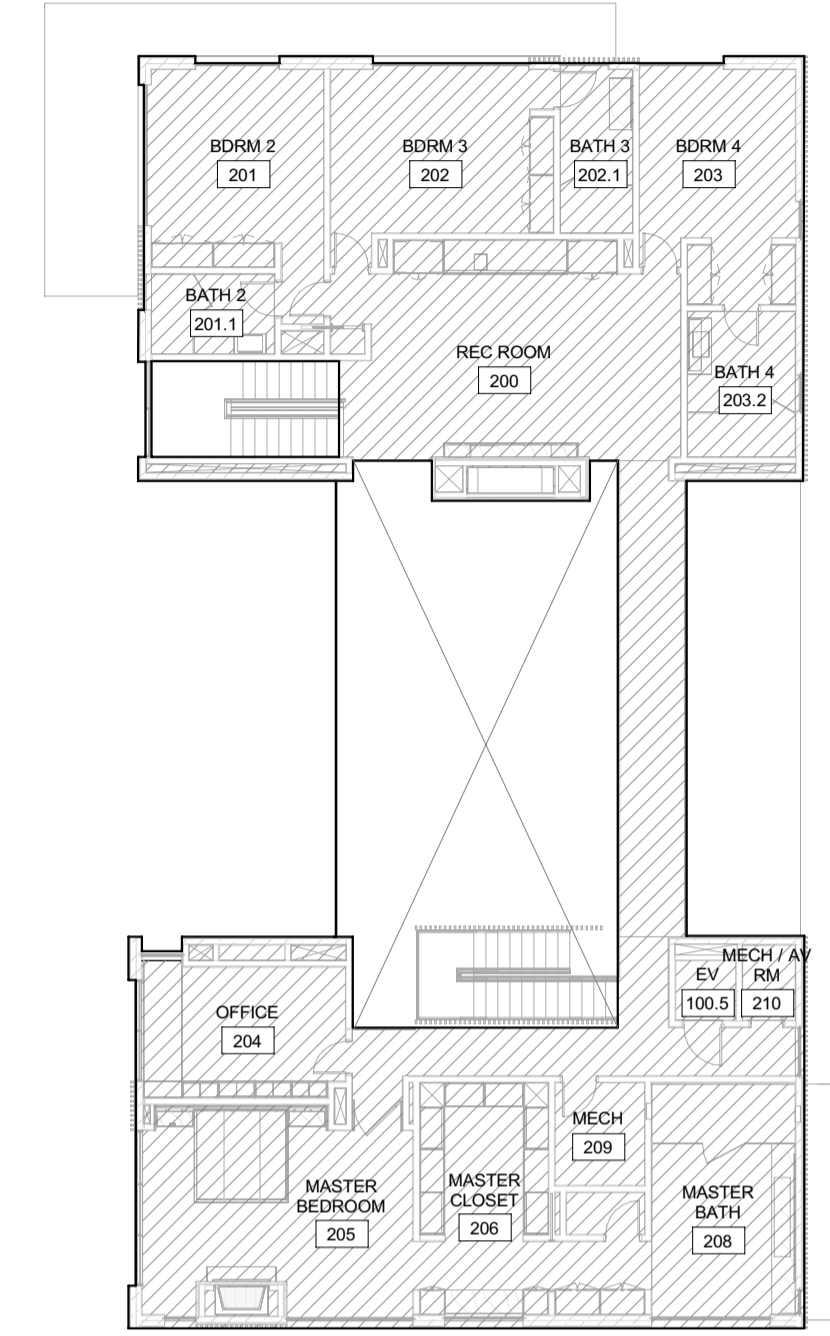 BDRM 2
201
BDRM 3
202
BATH 3
202.1
BDRM 4
203
BATH 2
201.1
REC ROOM
200
BATH 4
203.2
EV
100.5
MECH / AV
RM
210
OFFICE
204
MECH
209
MASTER
BEDROOM
205
MASTER
CLOSET
206
MASTER
BATH
208